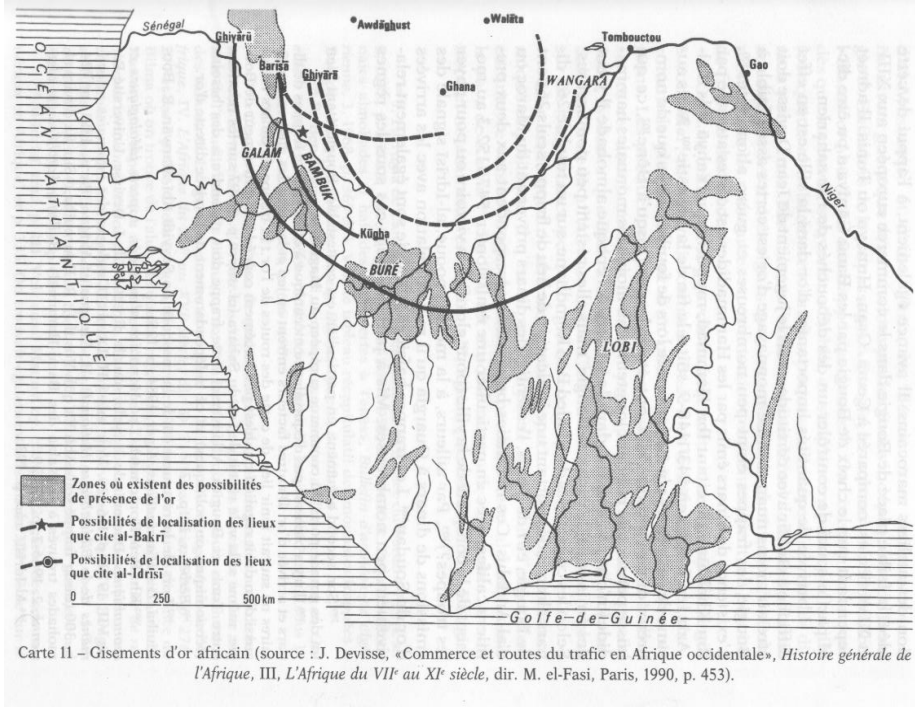 Sénégal
Ghiyārū
Awdāghust
Walāta
Tombouctou
Gao
Barīsā
Ghiyārā
Ghana
WANGARA
GALAM
BAMBUK
Niger
Kūgha
BURÉ
LOBI
OCÉAN ATLANTIQUE
Zones où existent des possibilités
de présence de l'or
Possibilités de localisation des lieux
que cite al-Bakrī
Possibilités de localisation des lieux
que cite al-Idrīsī
0 250 500 km
Golfe-de-Guinée
Carte 11 – Gisements d'or africain (source : J. Devisse, «Commerce et routes du trafic en Afrique occidentale», Histoire générale de
l'Afrique, III, L'Afrique du VIIe au XIe siècle, dir. M. el-Fasi, Paris, 1990, p. 453).